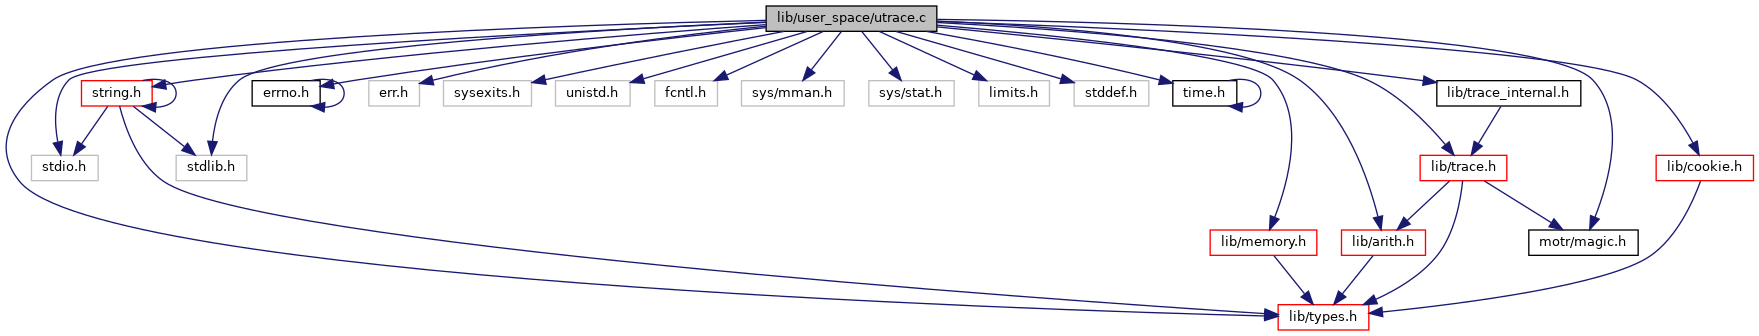 lib/user_space/utrace.c
string.h
errno.h
err.h
sysexits.h
unistd.h
fcntl.h
sys/mman.h
sys/stat.h
limits.h
stddef.h
time.h
lib/trace_internal.h
stdio.h
stdlib.h
lib/trace.h
lib/cookie.h
lib/memory.h
lib/arith.h
motr/magic.h
lib/types.h